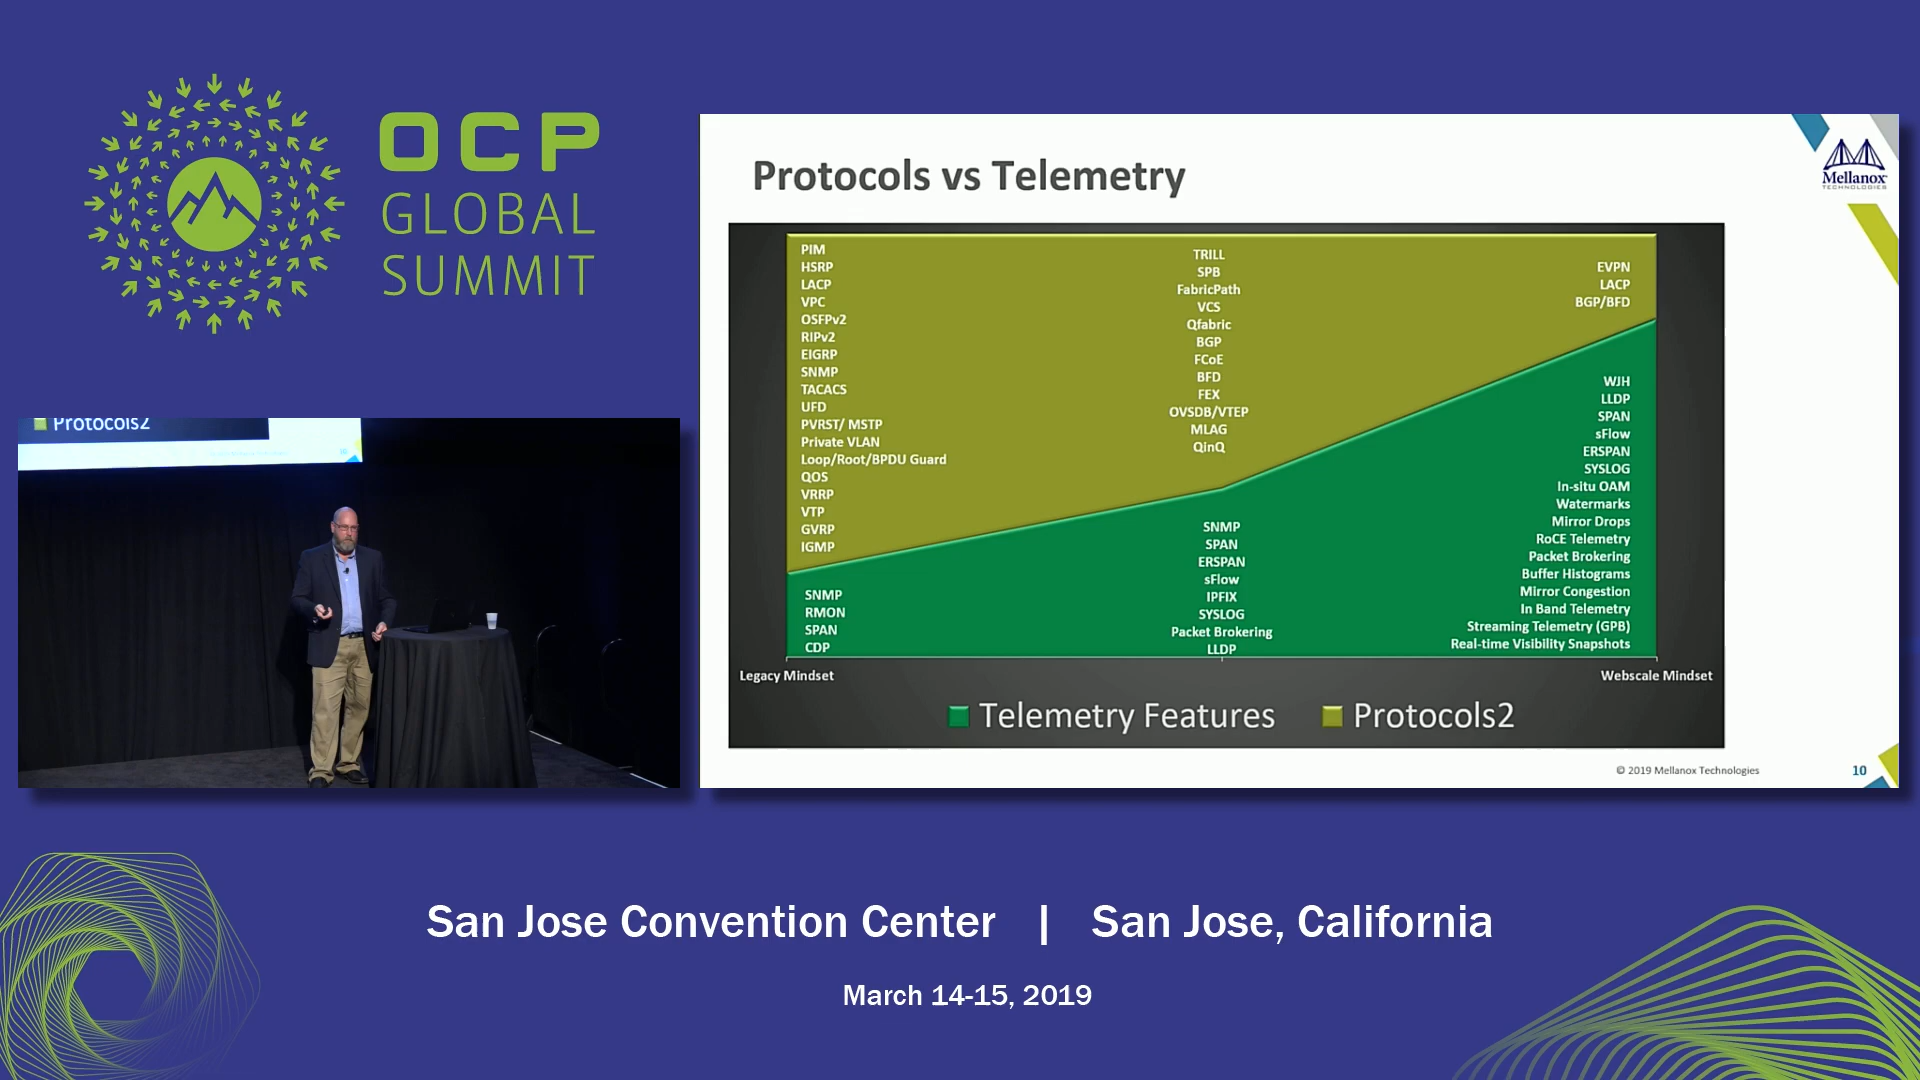 OCP
GLOBAL
SUMMIT
Protocols2
Protocols vs Telemetry
Mellanox
TECHNOLOGIES
PIM
HSRP
LACP
VPC
OSFPv2
RIPv2
EIGRP
SNMP
TACACS
UFD
PVRST/ MSTP
Private VLAN
Loop/Root/BPDU Guard
QOS
VRRP
VTP
GVRP
IGMP
TRILL
SPB
FabricPath
VCS
Qfabric
BGP
FCoE
BFD
FEX
OVSDB/VTEP
MLAG
QinQ
EVPN
LACP
BGP/BFD
SNMP
RMON
SPAN
CDP
SNMP
SPAN
ERSPAN
sFlow
IPFIX
SYSLOG
Packet Brokering
LLDP
WJH
LLDP
SPAN
sFlow
ERSPAN
SYSLOG
In-situ OAM
Watermarks
Mirror Drops
RoCE Telemetry
Packet Brokering
Buffer Histograms
Mirror Congestion
In Band Telemetry
Streaming Telemetry (GPB)
Real-time Visibility Snapshots
Legacy Mindset
Webscale Mindset
Telemetry Features
Protocols2
© 2019 Mellanox Technologies
10
San Jose Convention Center | San Jose, California
March 14-15, 2019